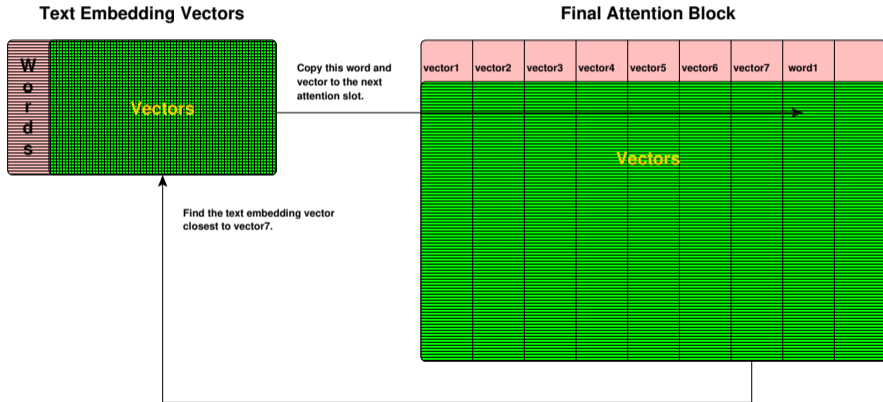 Text Embedding Vectors
Final Attention Block
Words
Vectors
Copy this word and
vector to the next
attention slot.
vector1 vector2 vector3 vector4 vector5 vector6 vector7 word1
Vectors
Find the text embedding vector
closest to vector7.